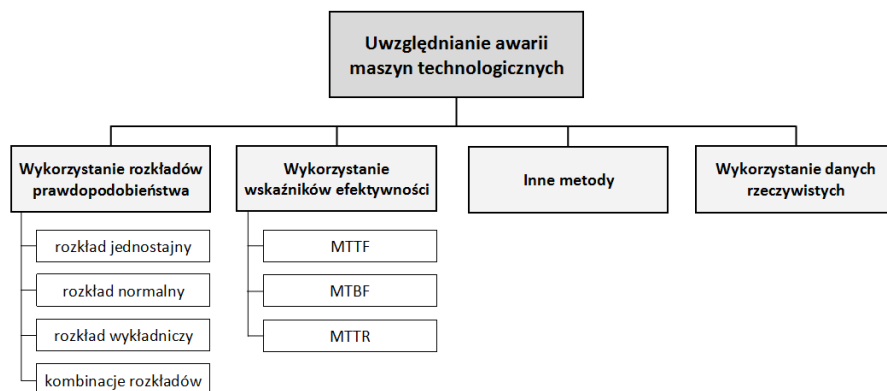 Uwzględnianie awarii
maszyn technologicznych
Wykorzystanie rozkładów
prawdopodobieństwa
rozkład jednostajny
rozkład normalny
rozkład wykładniczy
kombinacje rozkładów
Wykorzystanie
wskaźników efektywności
MTTF
MTBF
MTTR
Inne metody
Wykorzystanie danych
rzeczywistych